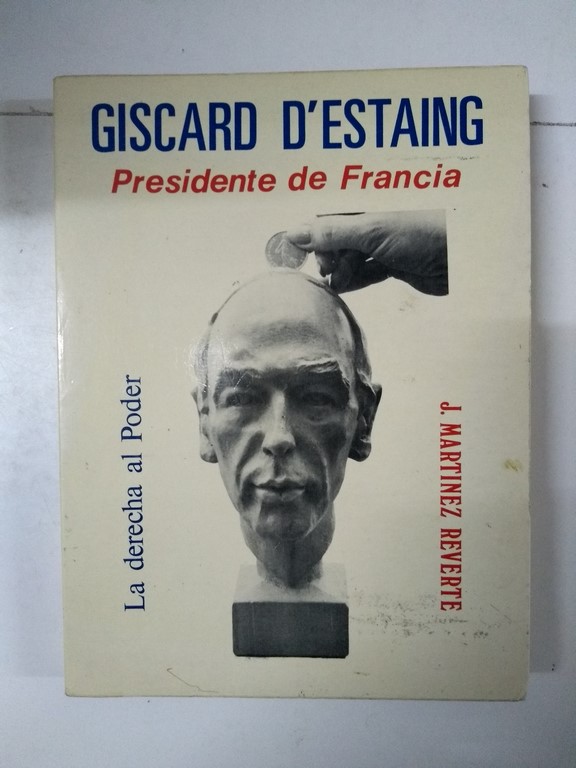 GISCARD D'ESTAING
Presidente de Francia
La derecha al Poder
J. MARTINEZ REVERTE